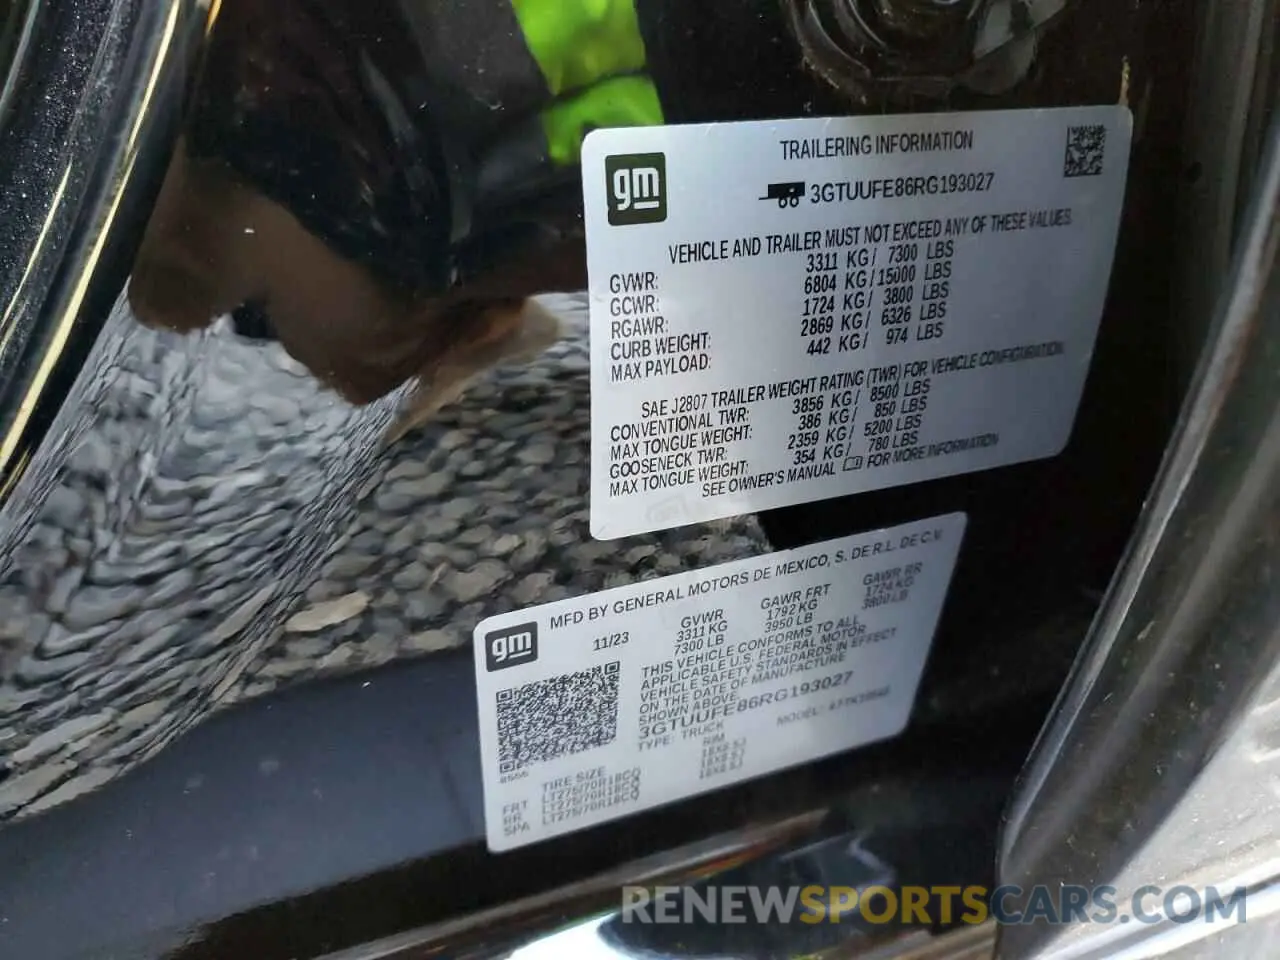 gm
TRAILERING INFORMATION
3GTUUFE86RG193027
VEHICLE AND TRAILER MUST NOT EXCEED ANY OF THESE VALUES
GVWR: 3311 KG/ 7300 LBS
GCWR: 6804 KG/15000 LBS
RGAWR: 1724 KG/ 3800 LBS
CURB WEIGHT: 2869 KG/ 6326 LBS
MAX PAYLOAD: 442 KG/ 974 LBS
SAE J2807 TRAILER WEIGHT RATING (TWR) FOR VEHICLE CONFIGURATION
CONVENTIONAL TWR: 3856 KG/ 8500 LBS
MAX TONGUE WEIGHT: 386 KG/ 850 LBS
GOOSENECK TWR: 2359 KG/ 5200 LBS
MAX TONGUE WEIGHT: 354 KG/ 780 LBS
SEE OWNER'S MANUAL FOR MORE INFORMATION
gm
MFD BY GENERAL MOTORS DE MEXICO, S. DE R.L. DE C.V.
11/23 GVWR GAWR FRT GAWR RR
3311 KG 1792 KG 1724 KG
7300 LB 3950 LB 3800 LB
THIS VEHICLE CONFORMS TO ALL
APPLICABLE U.S. FEDERAL MOTOR
VEHICLE SAFETY STANDARDS IN EFFECT
ON THE DATE OF MANUFACTURE
SHOWN ABOVE.
3GTUUFE86RG193027
TYPE: TRUCK MODEL:
TIRE SIZE RIM
FRT LT275/70R18CQ 18X8.5J
RR LT275/70R18CQ 18X8.5J
SPA LT275/70R18CQ 18X8.5J
RENEWSPORTSCARS.COM